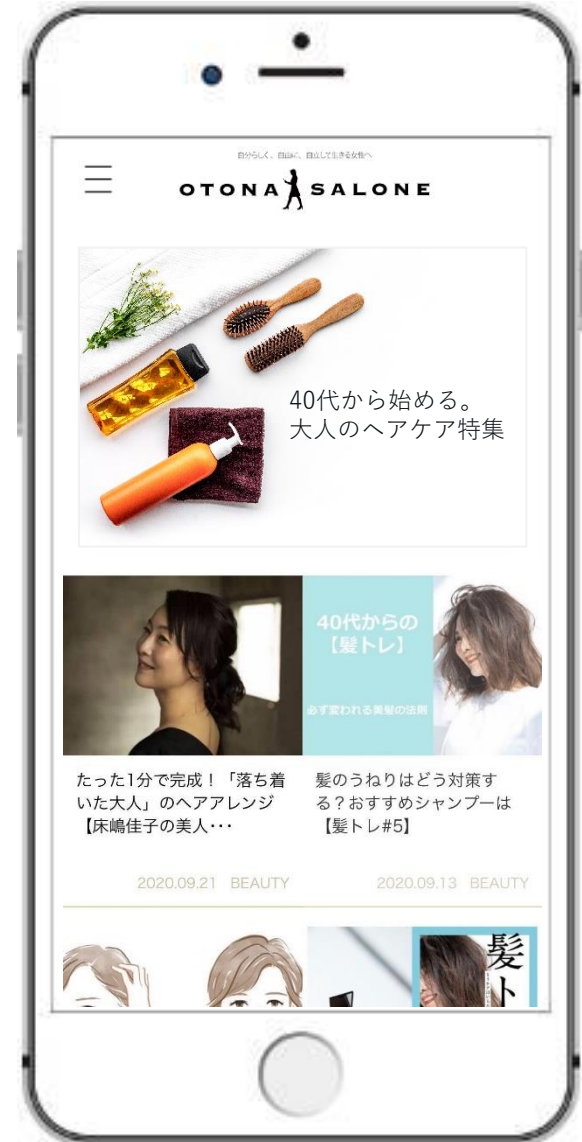 自分らしく、自由に、自立して生きる女性へ
OTONA SALONE
40代から始める。
大人のヘアケア特集
40代からの
【髪トレ】
必ず変われる美髪の法則
たった1分で完成！「落ち着
いた大人」のヘアアレンジ
【床嶋佳子の美人･･･
2020.09.21 BEAUTY
髪のうねりはどう対策す
る？おすすめシャンプーは
【髪トレ#5】
2020.09.13 BEAUTY
髪ト